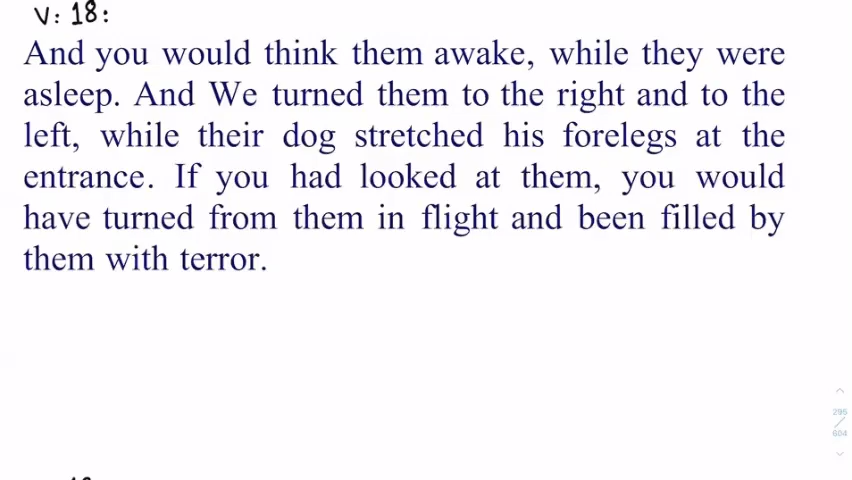 V: 18:
And you would think them awake, while they were
asleep. And We turned them to the right and to the
left, while their dog stretched his forelegs at the
entrance. If you had looked at them, you would
have turned from them in flight and been filled by
them with terror.
295
/
604